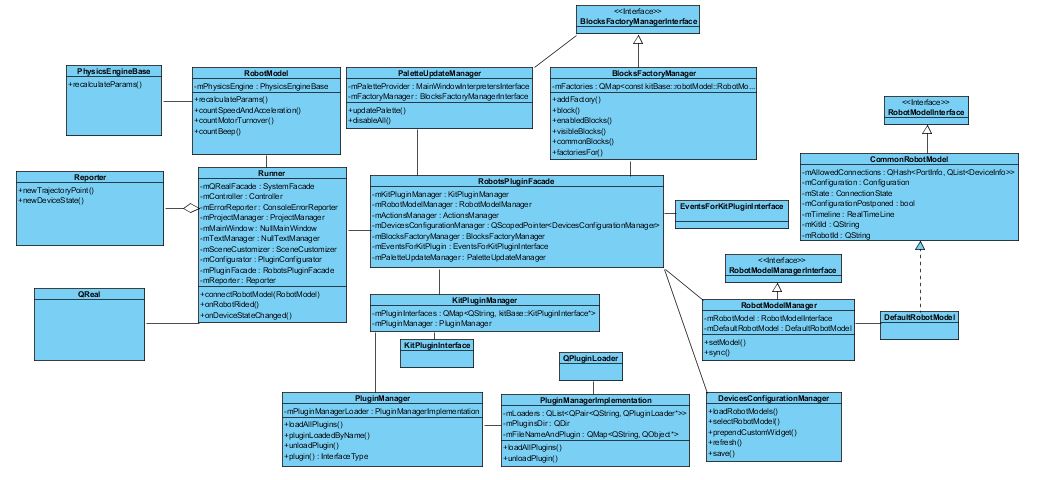 <<Interface>>
BlocksFactoryManagerInterface
PhysicsEngineBase
+recalculateParams()
RobotModel
-mPhysicsEngine : PhysicsEngineBase
+recalculateParams()
+countSpeedAndAcceleration()
+countMotorTurnover()
+countBeep()
PaletteUpdateManager
-mPaletteProvider : MainWindowInterpretersInterface
-mFactoryManager : BlocksFactoryManagerInterface
+updatePalette()
+disableAll()
BlocksFactoryManager
-mFactories : QMap<const kitBase::robotModel::RobotMo...
+addFactory()
+block()
+enabledBlocks()
+visibleBlocks()
+commonBlocks()
+factoriesFor()
<<Interface>>
RobotModelInterface
CommonRobotModel
-mAllowedConnections : QHash<PortInfo, QList<DeviceInfo>>
-mConfiguration : Configuration
-mState : ConnectionState
-mConfigurationPostponed : bool
-mTimeline : RealTimeLine
-mKitId : QString
-mRobotId : QString
Reporter
+newTrajectoryPoint()
+newDeviceState()
Runner
-mQRealFacade : SystemFacade
-mController : Controller
-mErrorReporter : ConsoleErrorReporter
-mProjectManager : ProjectManager
-mMainWindow : NullMainWindow
-mTextManager : NullTextManager
-mSceneCustomizer : SceneCustomizer
-mConfigurator : PluginConfigurator
-mPluginFacade : RobotsPluginFacade
-mReporter : Reporter
+connectRobotModel(RobotModel)
+onRobotRided()
+onDeviceStateChanged()
RobotsPluginFacade
-mKitPluginManager : KitPluginManager
-mRobotModelManager : RobotModelManager
-mActionsManager : ActionsManager
-mDevicesConfigurationManager : QScopedPointer<DevicesConfigurationManager>
-mBlocksFactoryManager : BlocksFactoryManager
-mEventsForKitPlugin : EventsForKitPluginInterface
-mPaletteUpdateManager : PaletteUpdateManager
EventsForKitPluginInterface
<<Interface>>
RobotModelManagerInterface
QReal
KitPluginManager
-mPluginInterfaces : QMap<QString, kitBase::KitPluginInterface*>
-mPluginManager : PluginManager
RobotModelManager
-mRobotModel : RobotModelInterface
-mDefaultRobotModel : DefaultRobotModel
+setModel()
+sync()
DefaultRobotModel
KitPluginInterface
QPluginLoader
PluginManager
-mPluginManagerLoader : PluginManagerImplementation
+loadAllPlugins()
+pluginLoadedByName()
+unloadPlugin()
+plugin() : InterfaceType
PluginManagerImplementation
-mLoaders : QList<QPair<QString, QPluginLoader*>>
-mPluginsDir : QDir
-mFileNameAndPlugin : QMap<QString, QObject*>
+loadAllPlugins()
+unloadPlugin()
DevicesConfigurationManager
+loadRobotModels()
+selectRobotModel()
+prependCustomWidget()
+refresh()
+save()